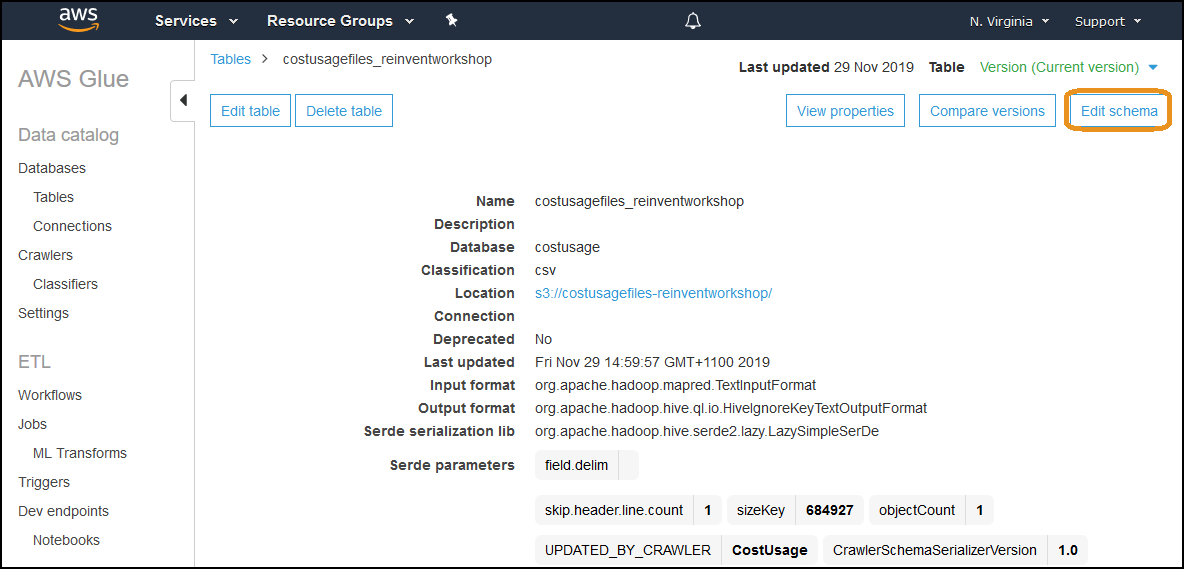 aws Services Resource Groups N. Virginia Support
AWS Glue
Data catalog
Databases
Tables
Connections
Crawlers
Classifiers
Settings
ETL
Workflows
Jobs
ML Transforms
Triggers
Dev endpoints
Notebooks
Tables > costusagefiles_reinventworkshop
Last updated 29 Nov 2019 Table Version (Current version)
Edit table Delete table View properties Compare versions Edit schema
Name costusagefiles_reinventworkshop
Description
Database costusage
Classification csv
Location s3://costusagefiles-reinventworkshop/
Connection
Deprecated No
Last updated Fri Nov 29 14:59:57 GMT+1100 2019
Input format org.apache.hadoop.mapred.TextInputFormat
Output format org.apache.hadoop.hive.ql.io.HiveIgnoreKeyTextOutputFormat
Serde serialization lib org.apache.hadoop.hive.serde2.lazy.LazySimpleSerDe
Serde parameters field.delim
skip.header.line.count 1 sizeKey 684927 objectCount 1
UPDATED_BY_CRAWLER CostUsage CrawlerSchemaSerializerVersion 1.0